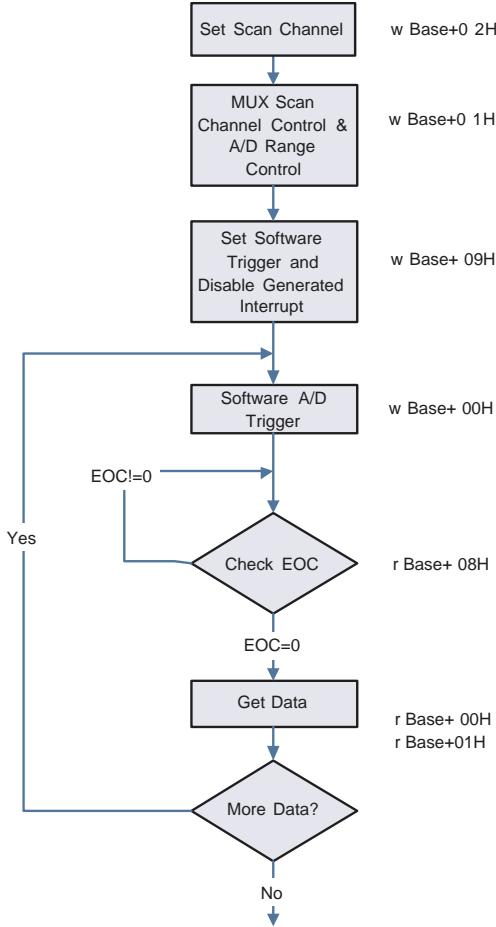 Set Scan Channel
w Base+0 2H
MUX Scan
Channel Control &
A/D Range
Control
w Base+0 1H
Set Software
Trigger and
Disable Generated
Interrupt
w Base+ 09H
Software A/D
Trigger
w Base+ 00H
EOC!=0
Yes
Check EOC
r Base+ 08H
EOC=0
Get Data
r Base+ 00H
r Base+01H
More Data?
No